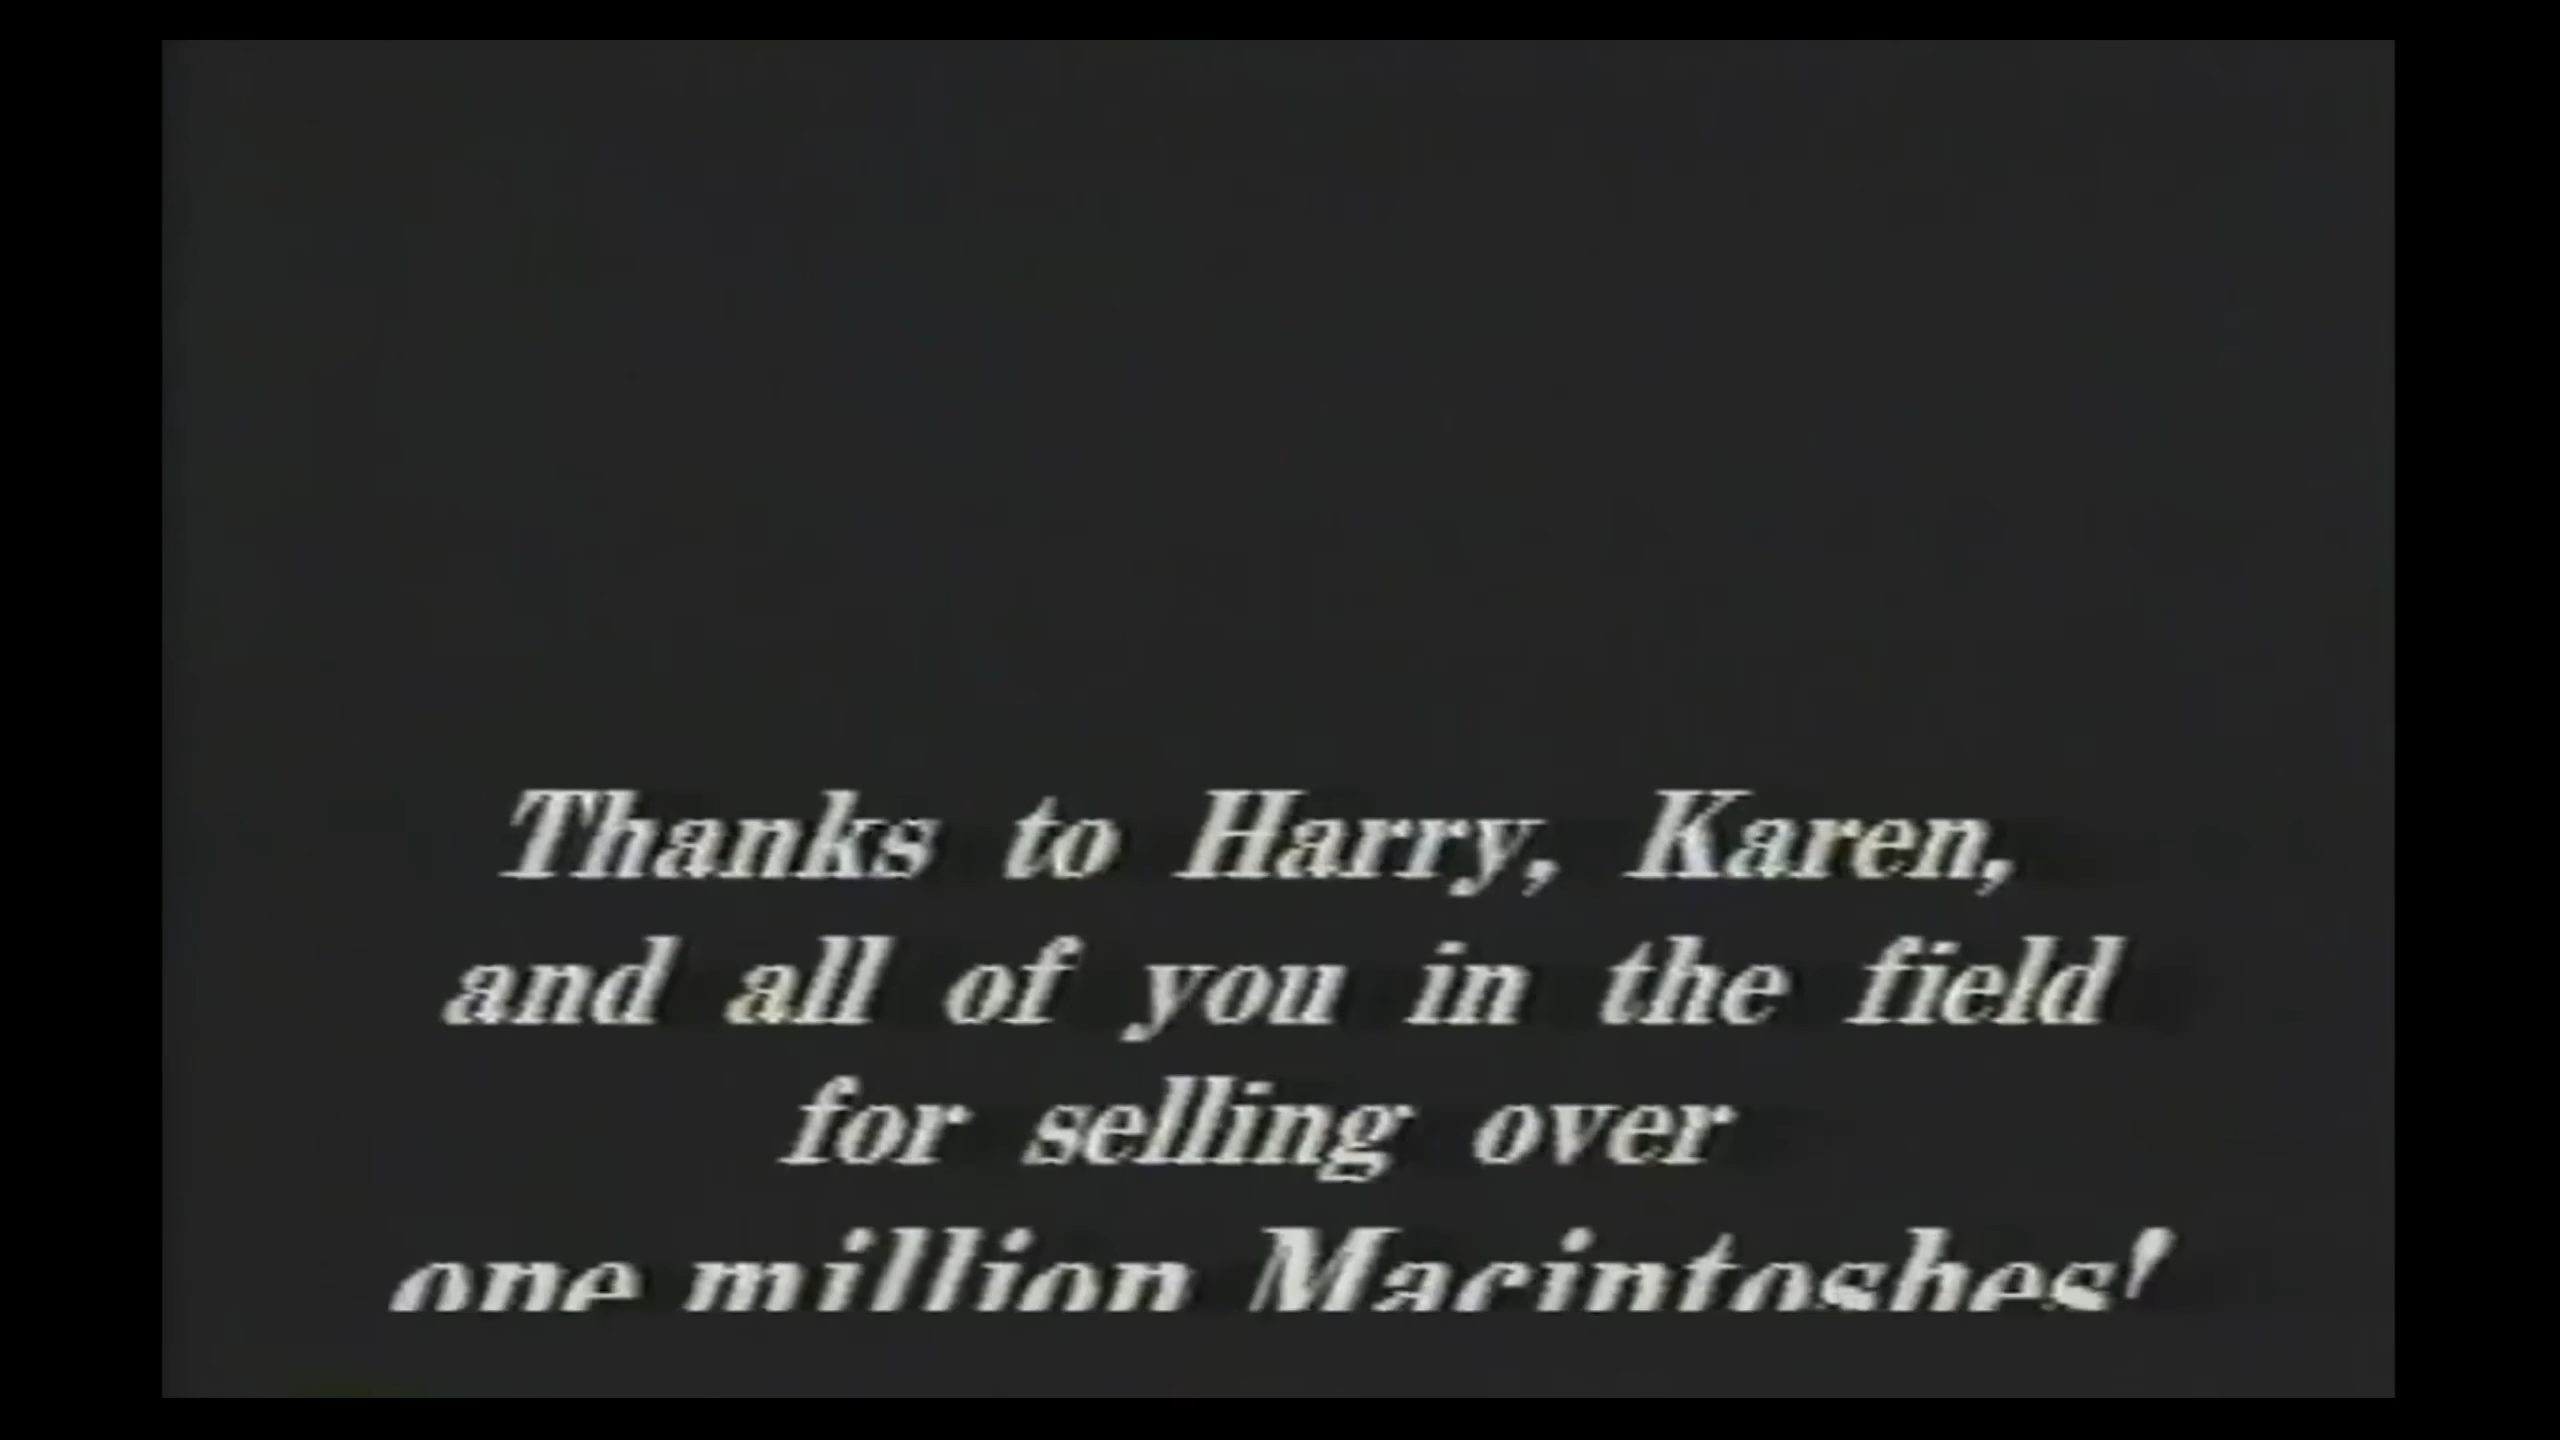 Thanks to Harry, Karen,
and all of you in the field
for selling over
one million Macintoshes!